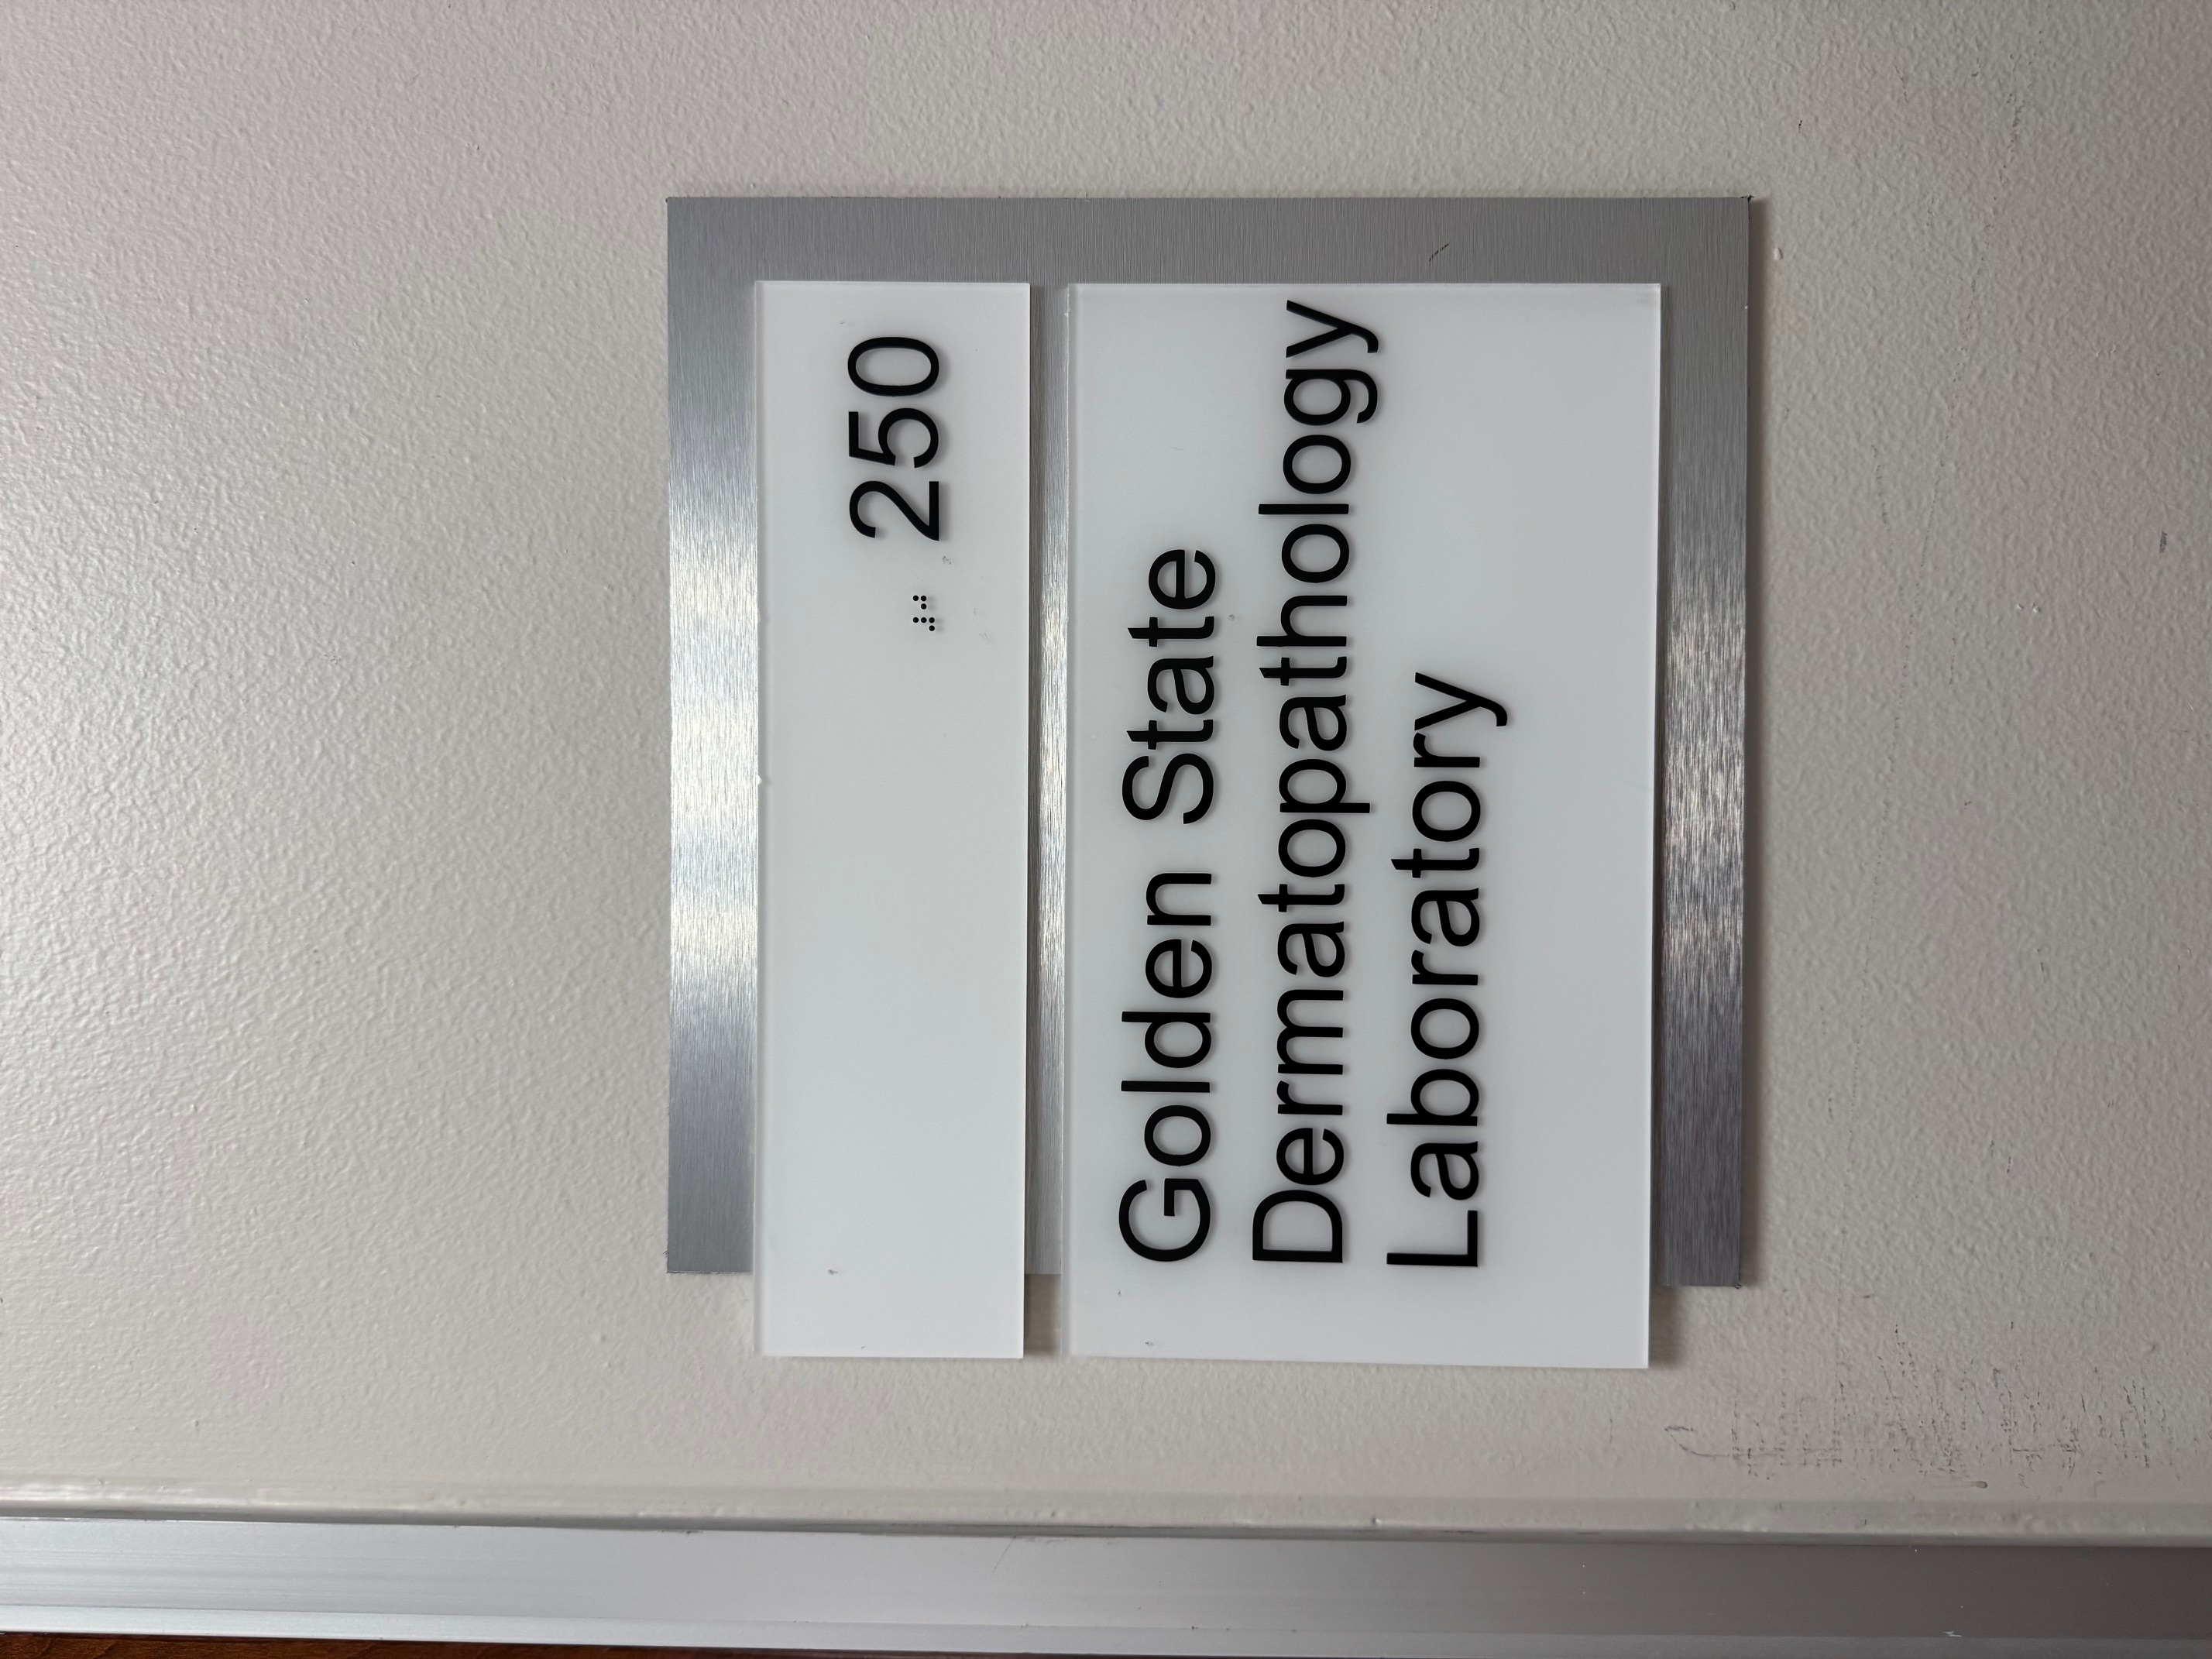 250
Golden State
Dermatopathology
Laboratory